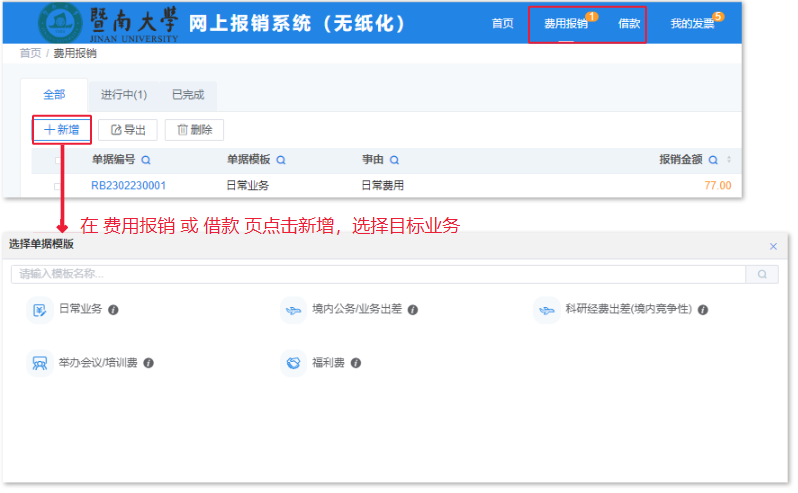 暨南大学
JINAN UNIVERSITY
网上报销系统（无纸化）
首页 费用报销 1 借款 我的发票 5
首页 / 费用报销
全部 进行中(1) 已完成
新增 导出 删除
单据编号 单据模板 事由 报销金额
RB2302230001 日常业务 日常费用 77.00
在 费用报销 或 借款 页点击新增，选择目标业务
选择单据模版 ×
请输入模板名称...
日常业务 境内公务/业务出差 科研经费出差(境内竞争性)
举办会议/培训费 福利费